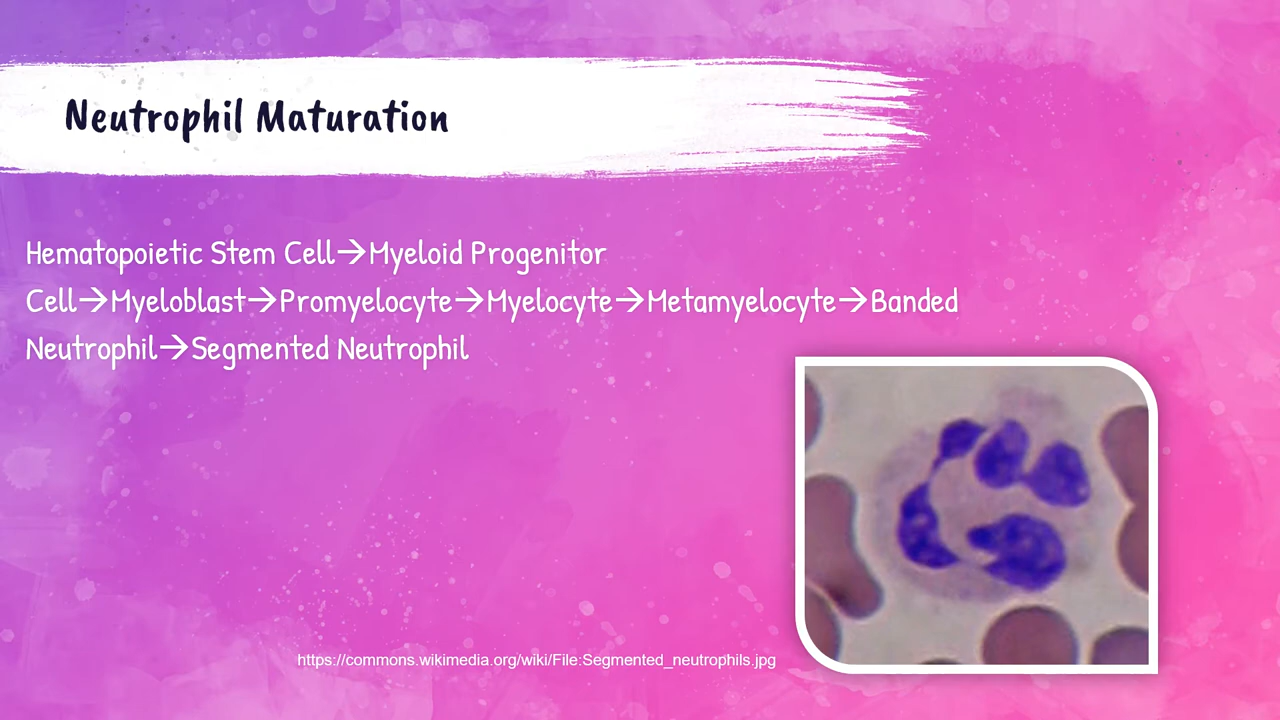 Neutrophil Maturation
Hematopoietic Stem Cell→Myeloid Progenitor
Cell→Myeloblast→Promyelocyte→Myelocyte→Metamyelocyte→Banded
Neutrophil→Segmented Neutrophil
https://commons.wikimedia.org/wiki/File:Segmented_neutrophils.jpg